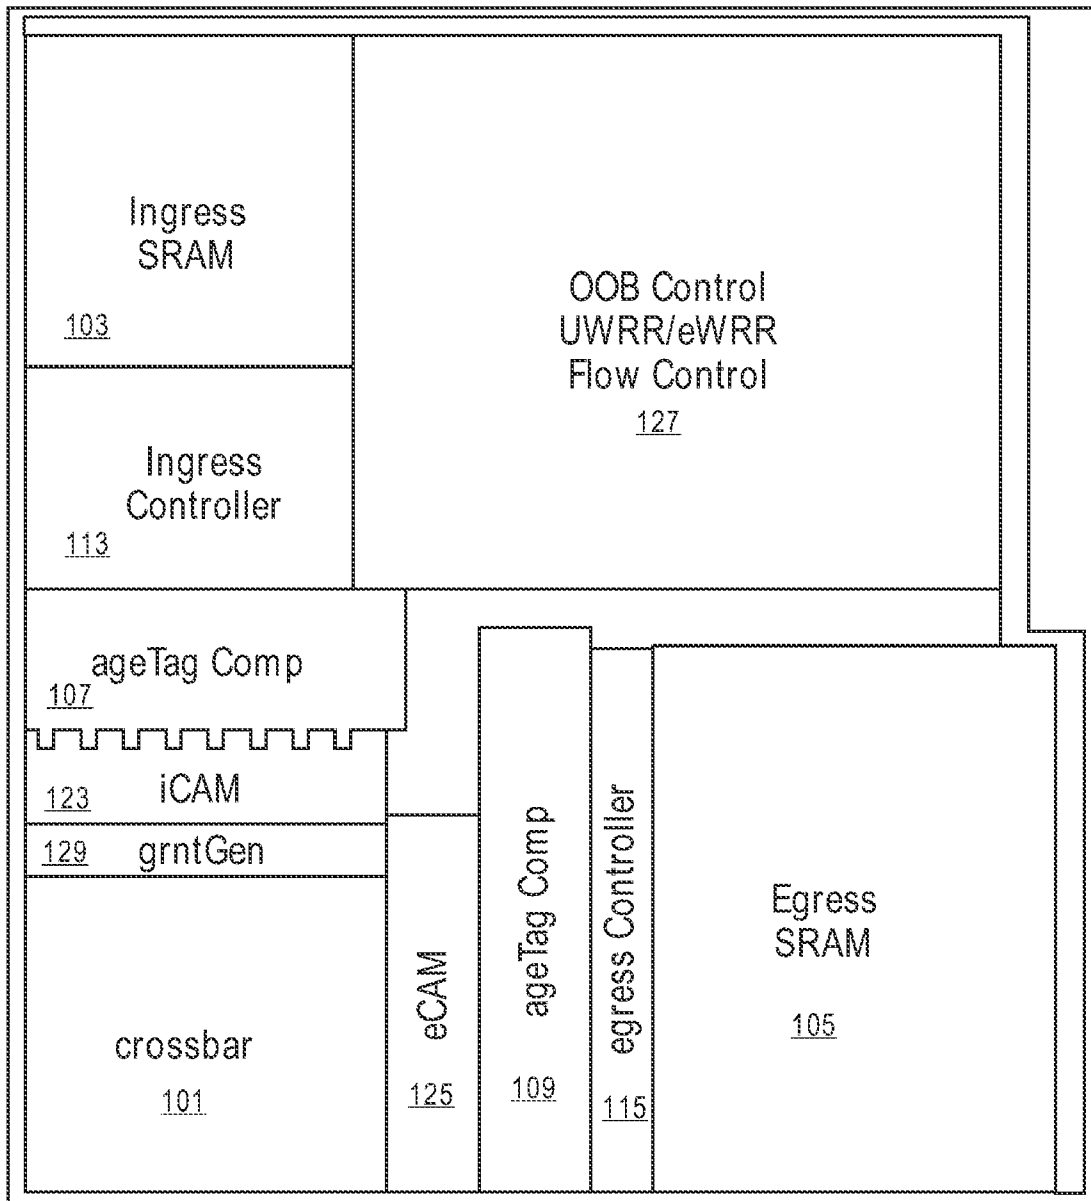 Ingress
SRAM
103
OOB Control
UWRR/eWRR
Flow Control
127
Ingress
Controller
113
ageTag Comp
107
iCAM
123
grntGen
129
crossbar
101
eCAM
125
ageTag Comp
109
egress Controller
115
Egress
SRAM
105